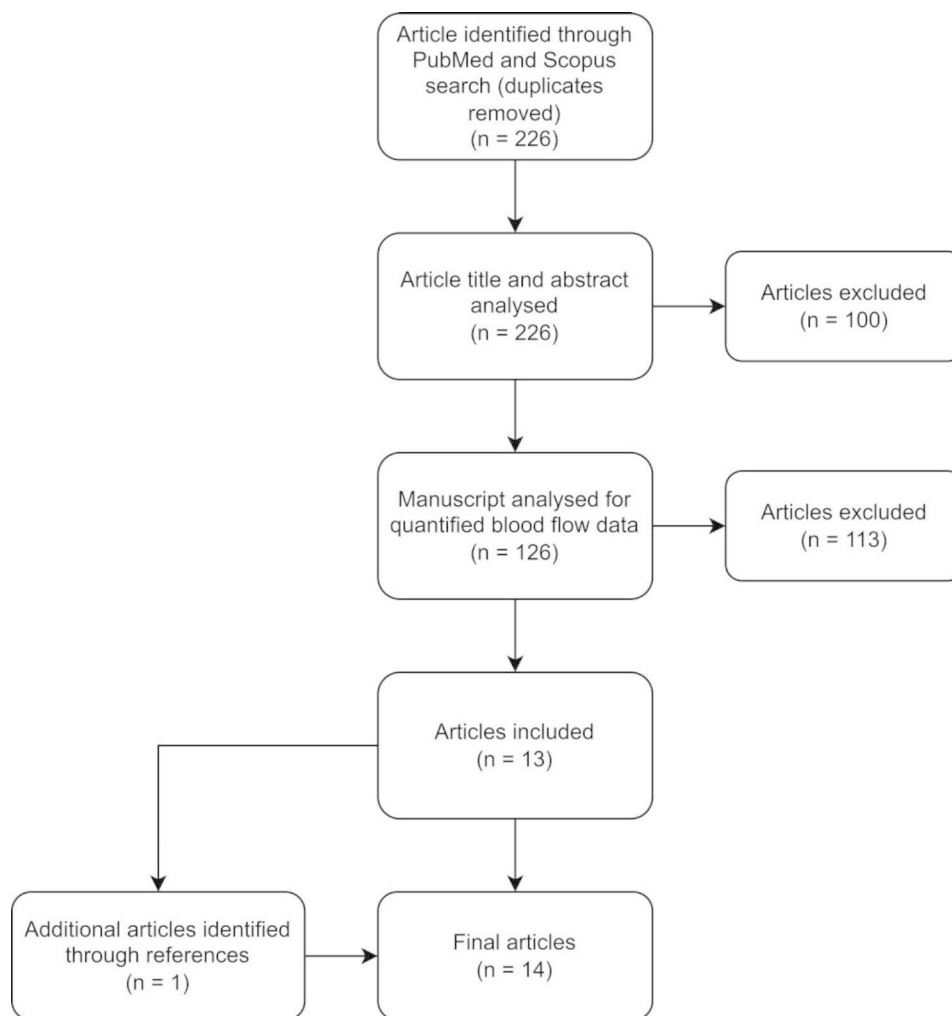 Article identified through
PubMed and Scopus
search (duplicates
removed)
(n = 226)
Article title and abstract
analysed
(n = 226)
Articles excluded
(n = 100)
Manuscript analysed for
quantified blood flow data
(n = 126)
Articles excluded
(n = 113)
Articles included
(n = 13)
Additional articles identified
through references
(n = 1)
Final articles
(n = 14)